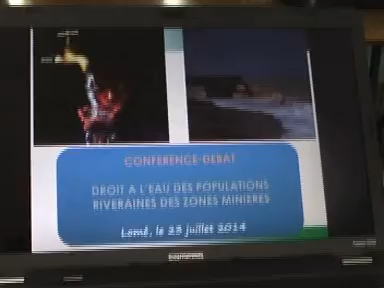 CONFERENCE-DEBAT
DROIT A L'EAU DES POPULATIONS
RIVERAINES DES ZONES MINIERES
Lomé, le 25 juillet 2014